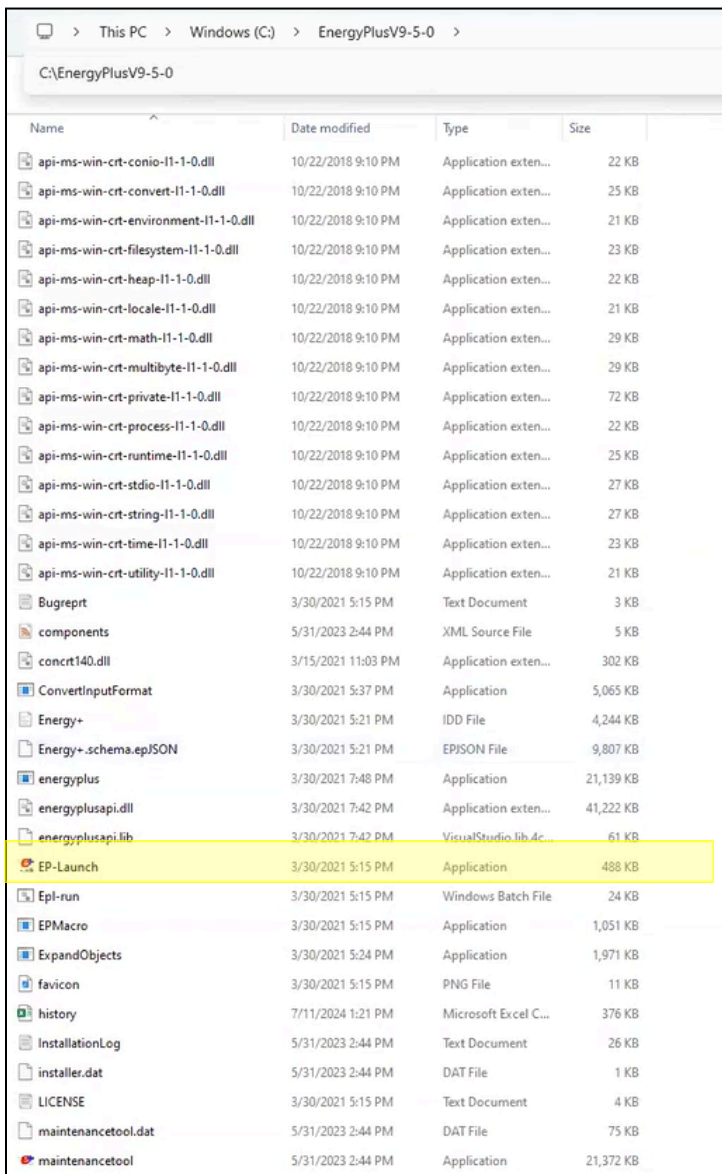 This PC > Windows (C:) > EnergyPlusV9-5-0 >
C:\EnergyPlusV9-5-0
Name Date modified Type Size
api-ms-win-crt-conio-l1-1-0.dll 10/22/2018 9:10 PM Application exten... 22 KB
api-ms-win-crt-convert-l1-1-0.dll 10/22/2018 9:10 PM Application exten... 25 KB
api-ms-win-crt-environment-l1-1-0.dll 10/22/2018 9:10 PM Application exten... 21 KB
api-ms-win-crt-filesystem-l1-1-0.dll 10/22/2018 9:10 PM Application exten... 23 KB
api-ms-win-crt-heap-l1-1-0.dll 10/22/2018 9:10 PM Application exten... 22 KB
api-ms-win-crt-locale-l1-1-0.dll 10/22/2018 9:10 PM Application exten... 21 KB
api-ms-win-crt-math-l1-1-0.dll 10/22/2018 9:10 PM Application exten... 29 KB
api-ms-win-crt-multibyte-l1-1-0.dll 10/22/2018 9:10 PM Application exten... 29 KB
api-ms-win-crt-private-l1-1-0.dll 10/22/2018 9:10 PM Application exten... 72 KB
api-ms-win-crt-process-l1-1-0.dll 10/22/2018 9:10 PM Application exten... 22 KB
api-ms-win-crt-runtime-l1-1-0.dll 10/22/2018 9:10 PM Application exten... 25 KB
api-ms-win-crt-stdio-l1-1-0.dll 10/22/2018 9:10 PM Application exten... 27 KB
api-ms-win-crt-string-l1-1-0.dll 10/22/2018 9:10 PM Application exten... 27 KB
api-ms-win-crt-time-l1-1-0.dll 10/22/2018 9:10 PM Application exten... 23 KB
api-ms-win-crt-utility-l1-1-0.dll 10/22/2018 9:10 PM Application exten... 21 KB
Bugreprt 3/30/2021 5:15 PM Text Document 3 KB
components 5/31/2023 2:44 PM XML Source File 5 KB
concrt140.dll 3/15/2021 11:03 PM Application exten... 302 KB
ConvertInputFormat 3/30/2021 5:37 PM Application 5,065 KB
Energy+ 3/30/2021 5:21 PM IDD File 4,244 KB
Energy+.schema.epJSON 3/30/2021 5:21 PM EPJSON File 9,807 KB
energyplus 3/30/2021 7:48 PM Application 21,139 KB
energyplusapi.dll 3/30/2021 7:42 PM Application exten... 41,222 KB
energyplusapi.lib 3/30/2021 7:42 PM VisualStudio.lib.4c... 61 KB
EP-Launch 3/30/2021 5:15 PM Application 488 KB
Epl-run 3/30/2021 5:15 PM Windows Batch File 24 KB
EPMacro 3/30/2021 5:15 PM Application 1,051 KB
ExpandObjects 3/30/2021 5:24 PM Application 1,971 KB
favicon 3/30/2021 5:15 PM PNG File 11 KB
history 7/11/2024 1:21 PM Microsoft Excel C... 376 KB
InstallationLog 5/31/2023 2:44 PM Text Document 26 KB
installer.dat 5/31/2023 2:44 PM DAT File 1 KB
LICENSE 3/30/2021 5:15 PM Text Document 4 KB
maintenancetool.dat 5/31/2023 2:44 PM DAT File 75 KB
maintenancetool 5/31/2023 2:44 PM Application 21,372 KB